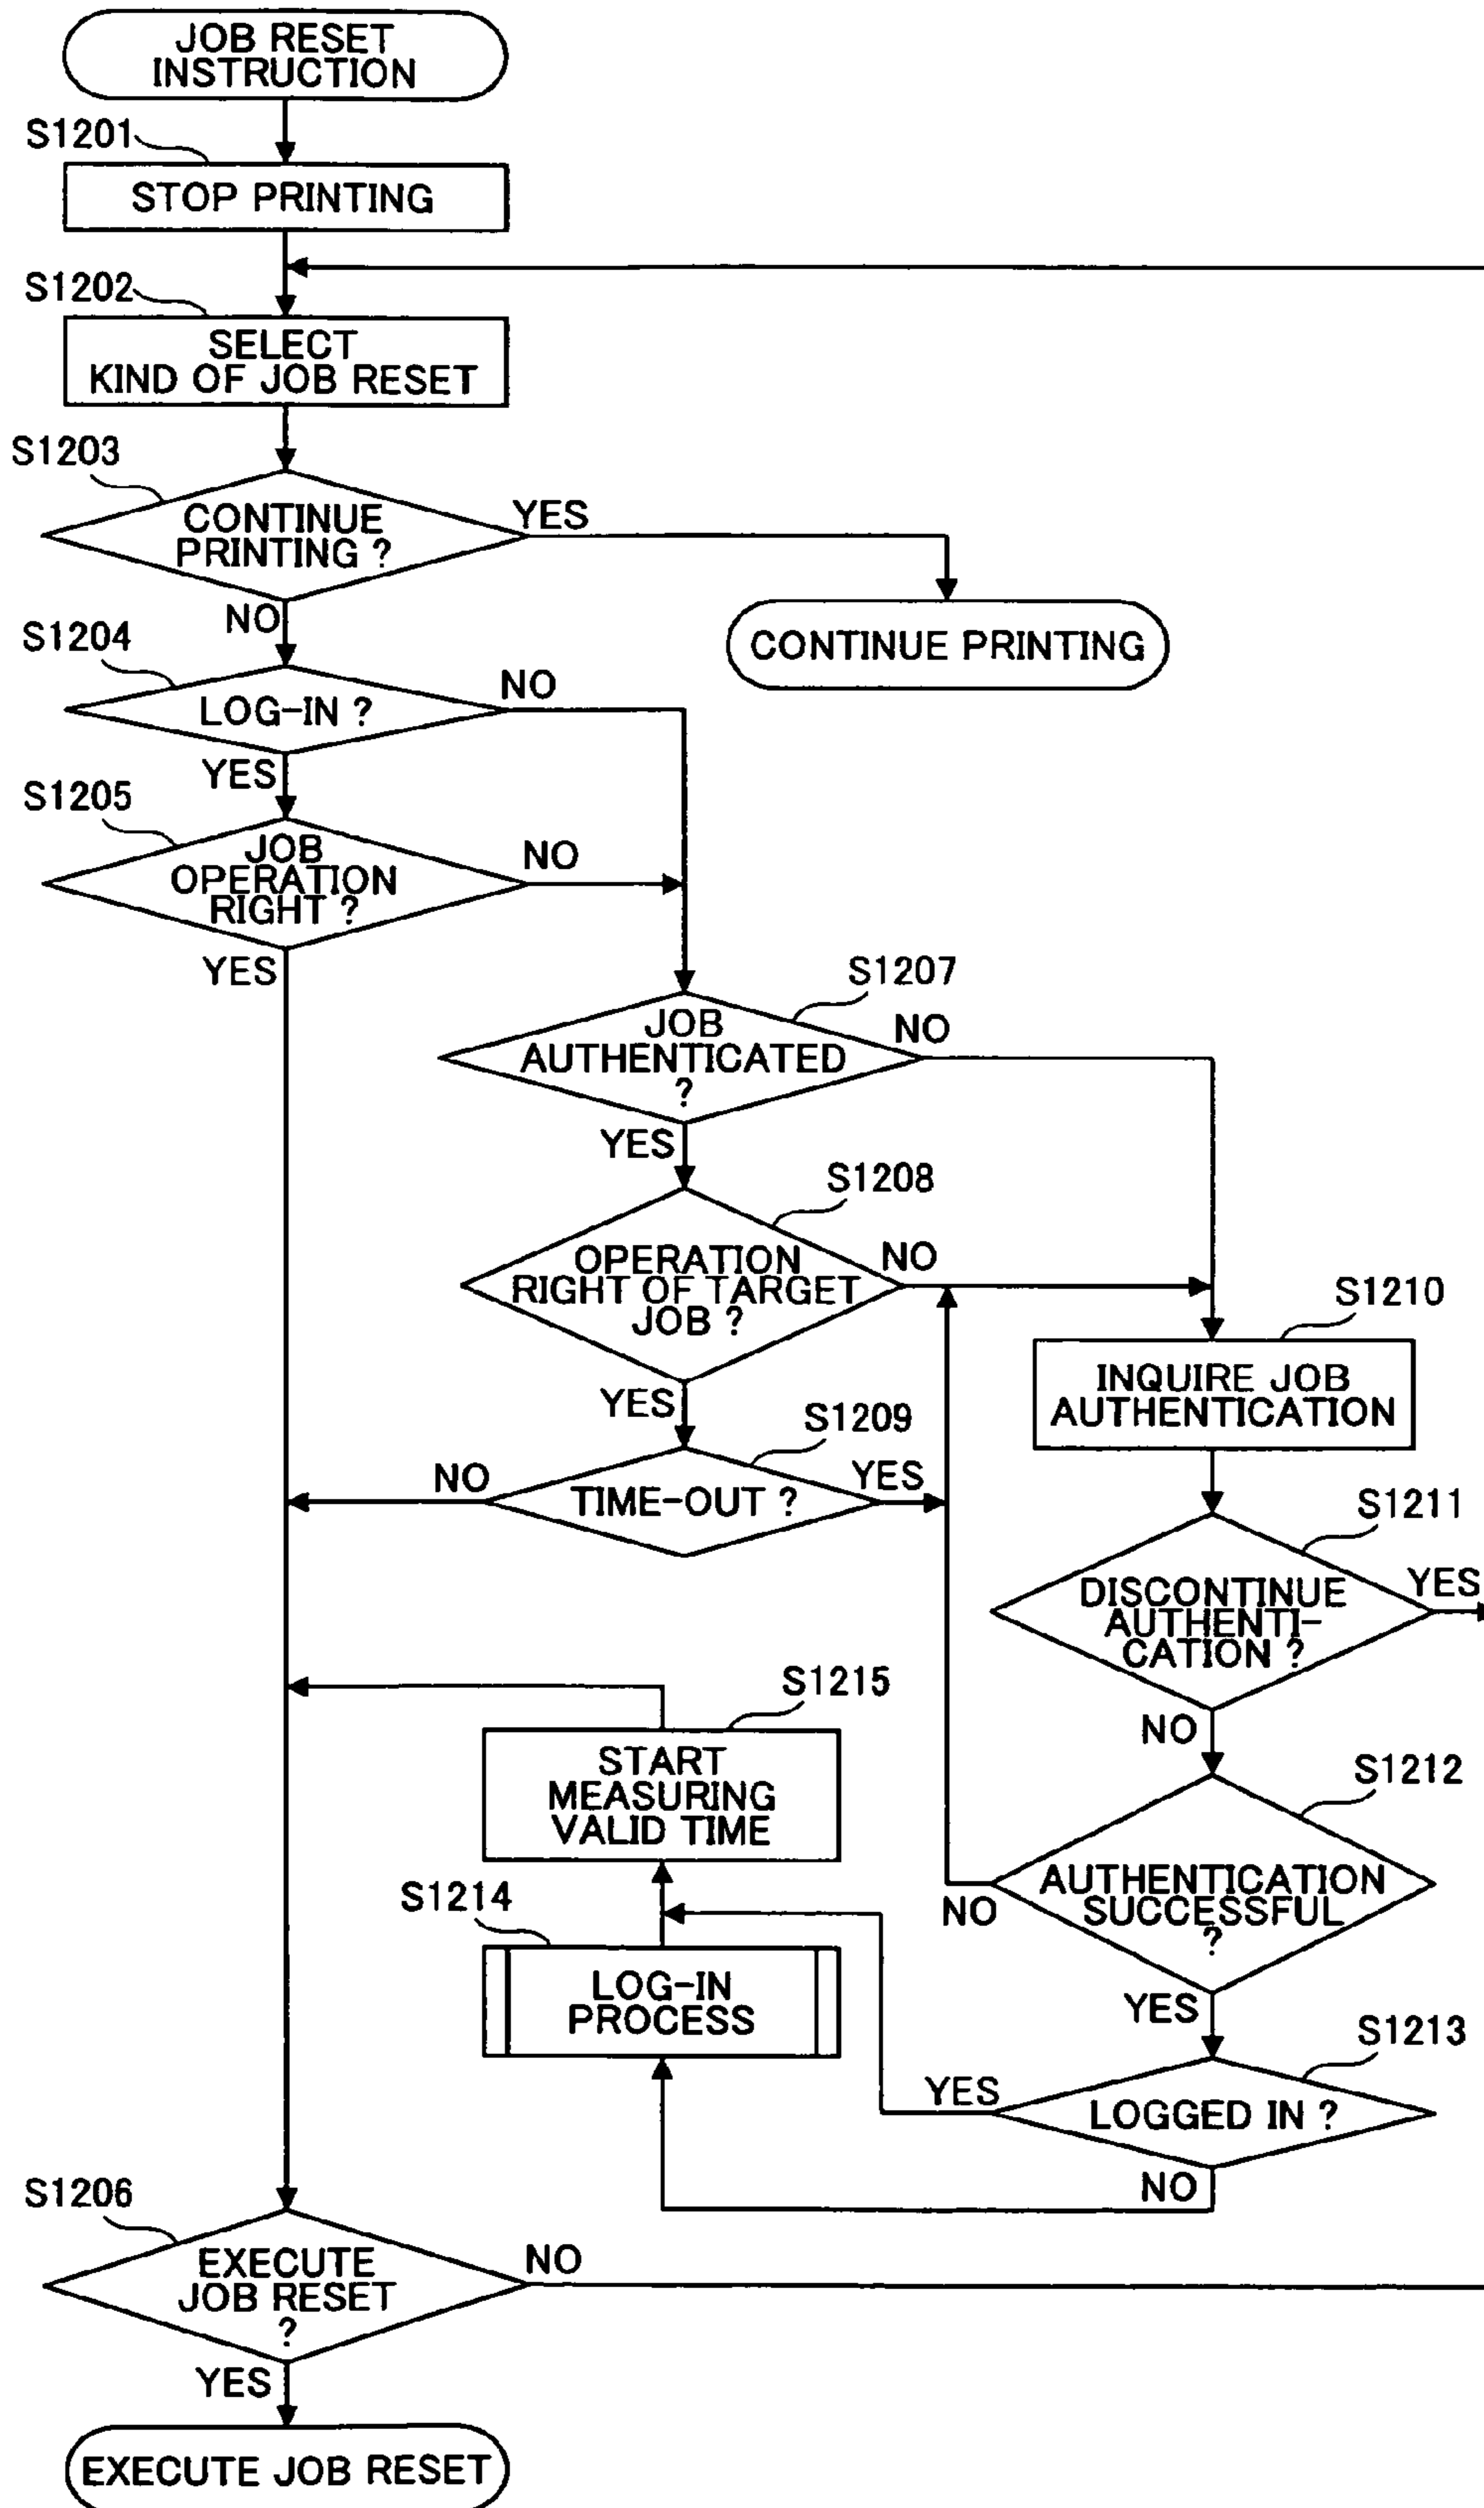 JOB RESET
INSTRUCTION
S1201
STOP PRINTING
S1202
SELECT
KIND OF JOB RESET
S1203
CONTINUE
PRINTING ?
YES
NO
CONTINUE PRINTING
S1204
LOG-IN ?
NO
YES
S1205
JOB
OPERATION
RIGHT ?
NO
YES
S1207
JOB
AUTHENTICATED
?
NO
YES
S1208
OPERATION
RIGHT OF TARGET
JOB ?
NO
YES
S1210
INQUIRE JOB
AUTHENTICATION
S1209
TIME-OUT ?
NO
YES
S1211
DISCONTINUE
AUTHENTI-
CATION ?
YES
NO
S1215
START
MEASURING
VALID TIME
S1212
AUTHENTICATION
SUCCESSFUL
?
NO
YES
S1214
LOG-IN
PROCESS
S1213
LOGGED IN ?
YES
NO
S1206
EXECUTE
JOB RESET
?
NO
YES
EXECUTE JOB RESET